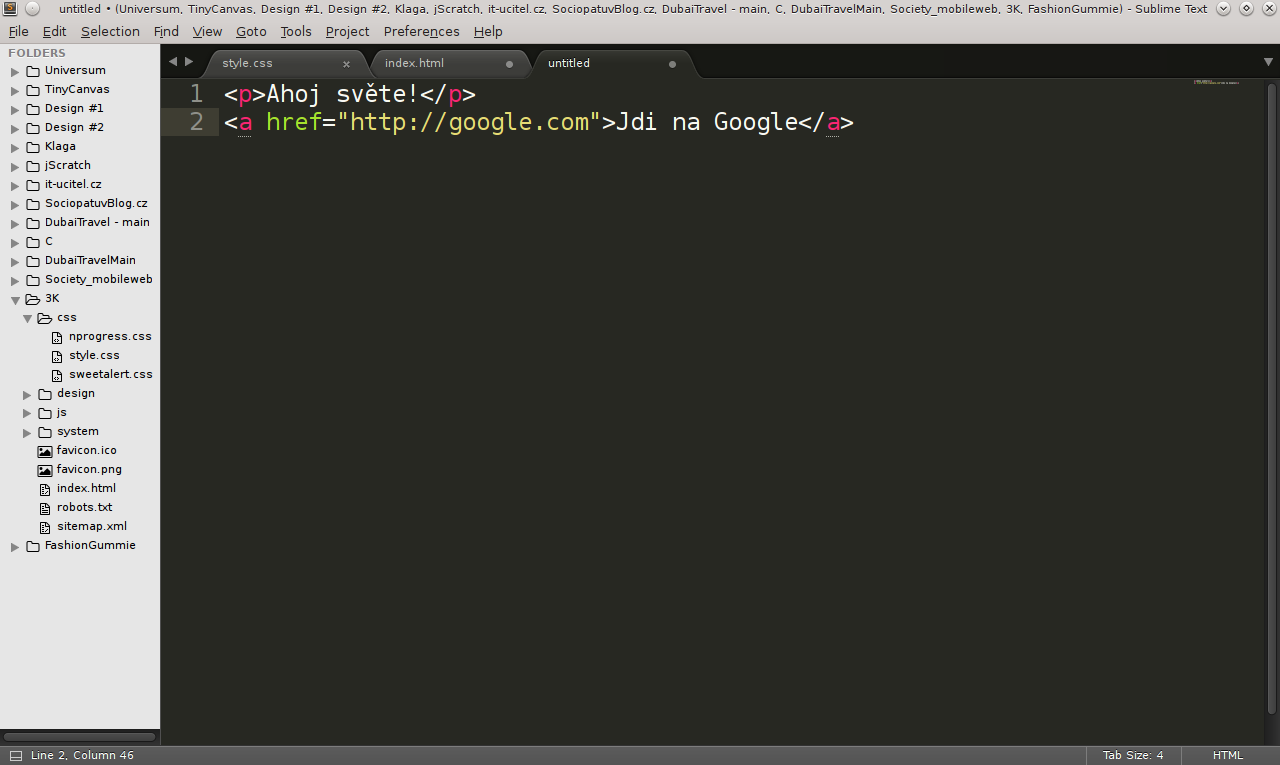 untitled • (Universum, TinyCanvas, Design #1, Design #2, Klaga, jScratch, it-ucitel.cz, SociopatuvBlog.cz, DubaiTravel - main, C, DubaiTravelMain, Society_mobileweb, 3K, FashionGummie) - Sublime Text
File Edit Selection Find View Goto Tools Project Preferences Help
FOLDERS
Universum
TinyCanvas
Design #1
Design #2
Klaga
jScratch
it-ucitel.cz
SociopatuvBlog.cz
DubaiTravel - main
C
DubaiTravelMain
Society_mobileweb
3K
css
nprogress.css
style.css
sweetalert.css
design
js
system
favicon.ico
favicon.png
index.html
robots.txt
sitemap.xml
FashionGummie
style.css index.html untitled
1 <p>Ahoj světe!</p>
2 <a href="http://google.com">Jdi na Google</a>
Line 2, Column 46 Tab Size: 4 HTML